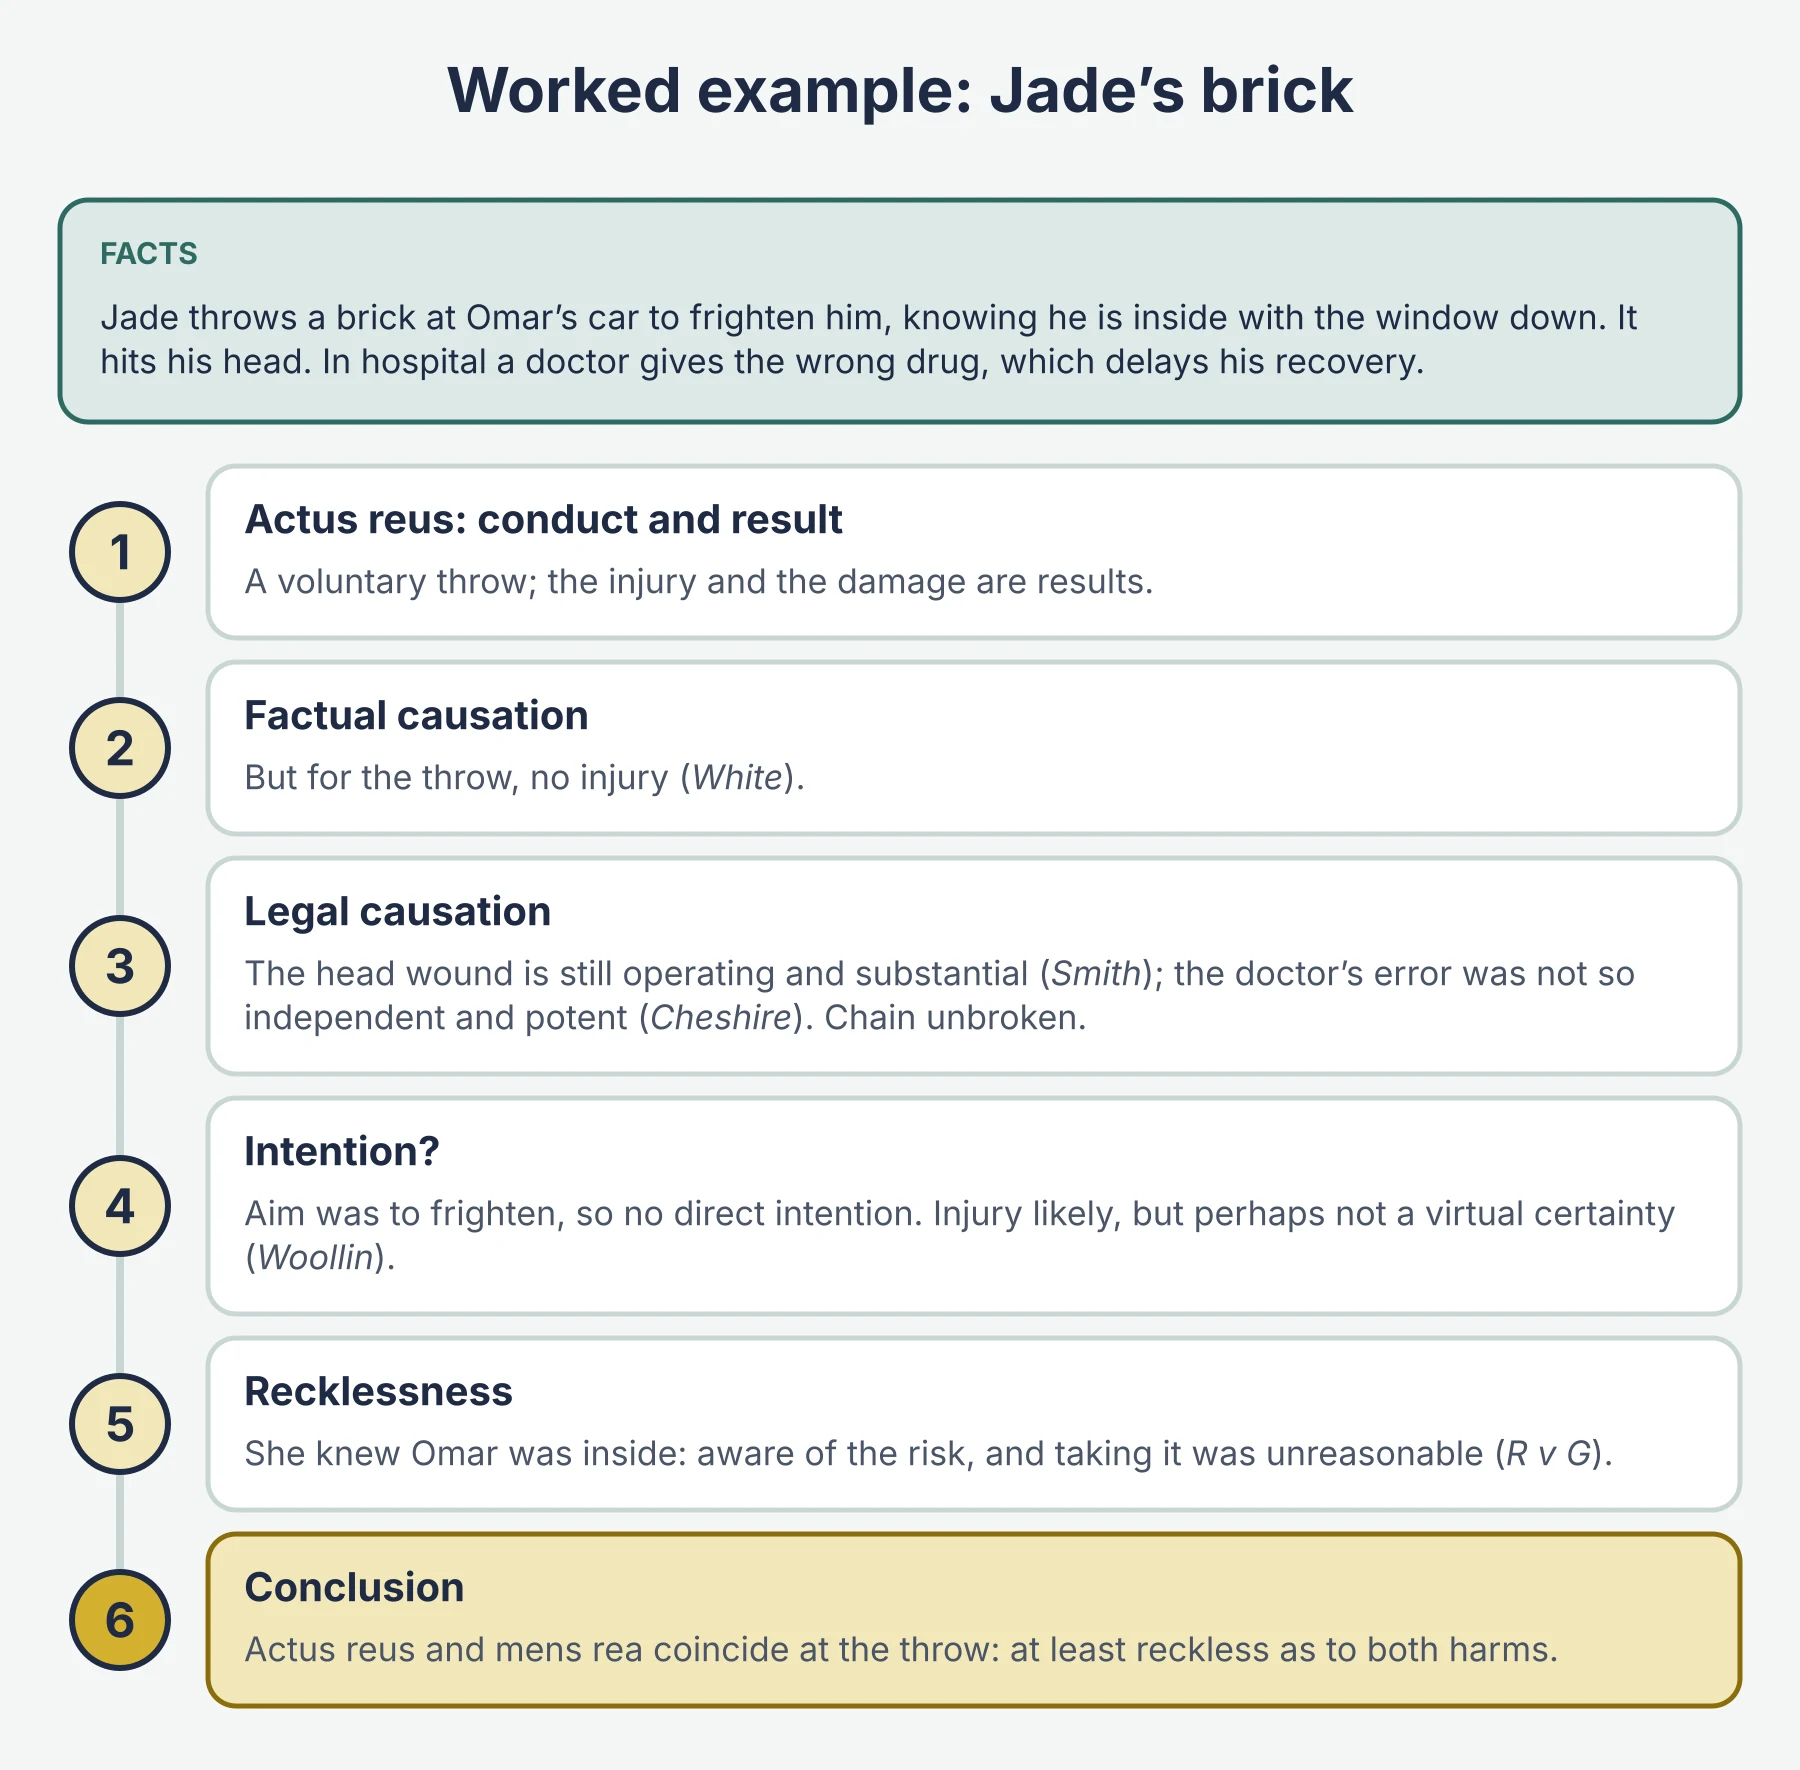 Worked example: Jade’s brick
FACTS
Jade throws a brick at Omar’s car to frighten him, knowing he is inside with the window down. It
hits his head. In hospital a doctor gives the wrong drug, which delays his recovery.
1
Actus reus: conduct and result
A voluntary throw; the injury and the damage are results.
2
Factual causation
But for the throw, no injury (White).
3
Legal causation
The head wound is still operating and substantial (Smith); the doctor’s error was not so
independent and potent (Cheshire). Chain unbroken.
4
Intention?
Aim was to frighten, so no direct intention. Injury likely, but perhaps not a virtual certainty
(Woollin).
5
Recklessness
She knew Omar was inside: aware of the risk, and taking it was unreasonable (R v G).
6
Conclusion
Actus reus and mens rea coincide at the throw: at least reckless as to both harms.